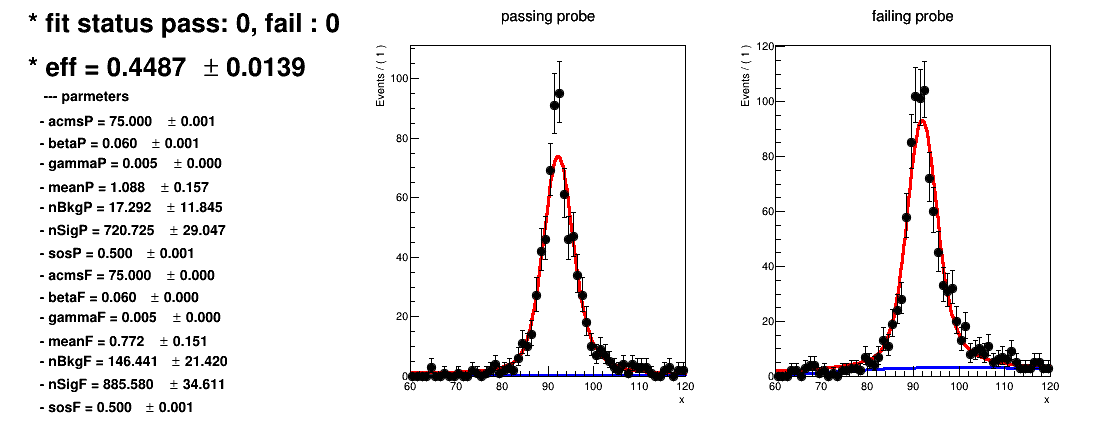 * fit status pass: 0, fail : 0
* eff = 0.4487 ± 0.0139
--- parmeters
- acmsP = 75.000 ± 0.001
- betaP = 0.060 ± 0.001
- gammaP = 0.005 ± 0.000
- meanP = 1.088 ± 0.157
- nBkgP = 17.292 ± 11.845
- nSigP = 720.725 ± 29.047
- sosP = 0.500 ± 0.001
- acmsF = 75.000 ± 0.000
- betaF = 0.060 ± 0.000
- gammaF = 0.005 ± 0.000
- meanF = 0.772 ± 0.151
- nBkgF = 146.441 ± 21.420
- nSigF = 885.580 ± 34.611
- sosF = 0.500 ± 0.001
passing probe
Events / ( 1 )
100
80
60
40
20
0
60 70 80 90 100 110 120
x
failing probe
Events / ( 1 )
120
100
80
60
40
20
0
60 70 80 90 100 110 120
x